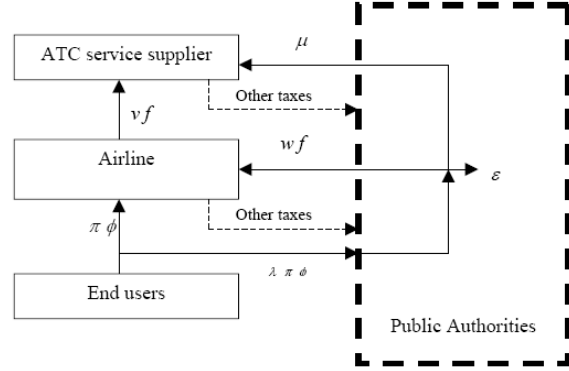 ATC service supplier
μ
Other taxes
v f
w f
Airline
ε
Other taxes
π φ
λ π φ
End users
Public Authorities